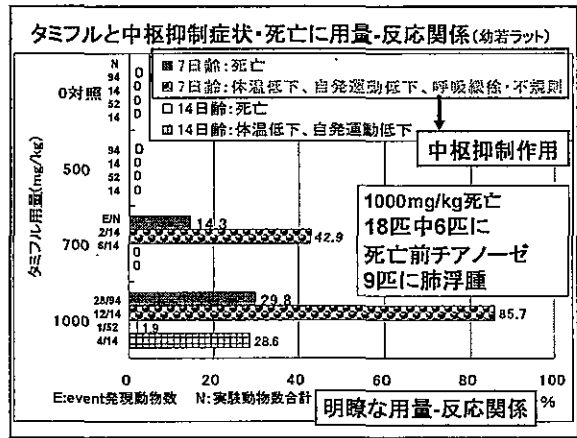 タミフルと中枢抑制症状・死亡に用量-反応関係(幼若ラット)
7日齢:死亡
7日齢:体温低下、自発運動低下、呼吸緩徐・不規則
14日齢:死亡
14日齢:体温低下、自発運動低下
中枢抑制作用
1000mg/kg死亡
18匹中6匹に
死亡前チアノーゼ
9匹に肺浮腫
タミフル用量(mg/kg)
0対照
N
94 0
14 0
52 0
14 0
500
94 0
14 0
52 0
14 0
700
E/N
2/14 14.3
6/14 42.9
0
0
1000
28/94 29.8
12/14 85.7
1/52 1.9
4/14 28.6
0 20 40 60 80 100
%
E:event発現動物数 N:実験動物数合計
明瞭な用量-反応関係